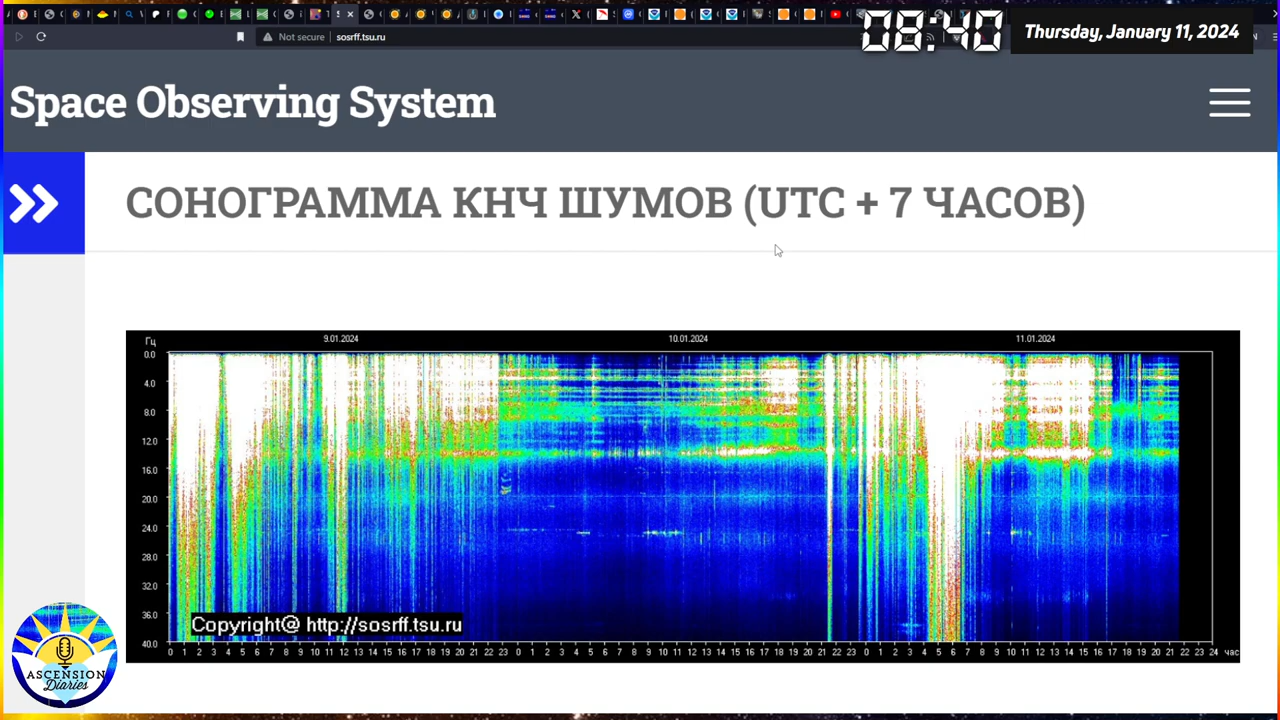 08:40
Thursday, January 11, 2024
Not secure
sosrff.tsu.ru
Space Observing System
СОНОГРАММА КНЧ ШУМОВ (UTC + 7 ЧАСОВ)
9.01.2024 10.01.2024 11.01.2024
Гц
0.0
4.0
8.0
12.0
16.0
20.0
24.0
28.0
32.0
36.0
40.0
Copyright@ http://sosrff.tsu.ru
0 1 2 3 4 5 6 7 8 9 10 11 12 13 14 15 16 17 18 19 20 21 22 23 0 1 2 3 4 5 6 7 8 9 10 11 12 13 14 15 16 17 18 19 20 21 22 23 0 1 2 3 4 5 6 7 8 9 10 11 12 13 14 15 16 17 18 19 20 21 22 23 24 час
ASCENSION
Diaries